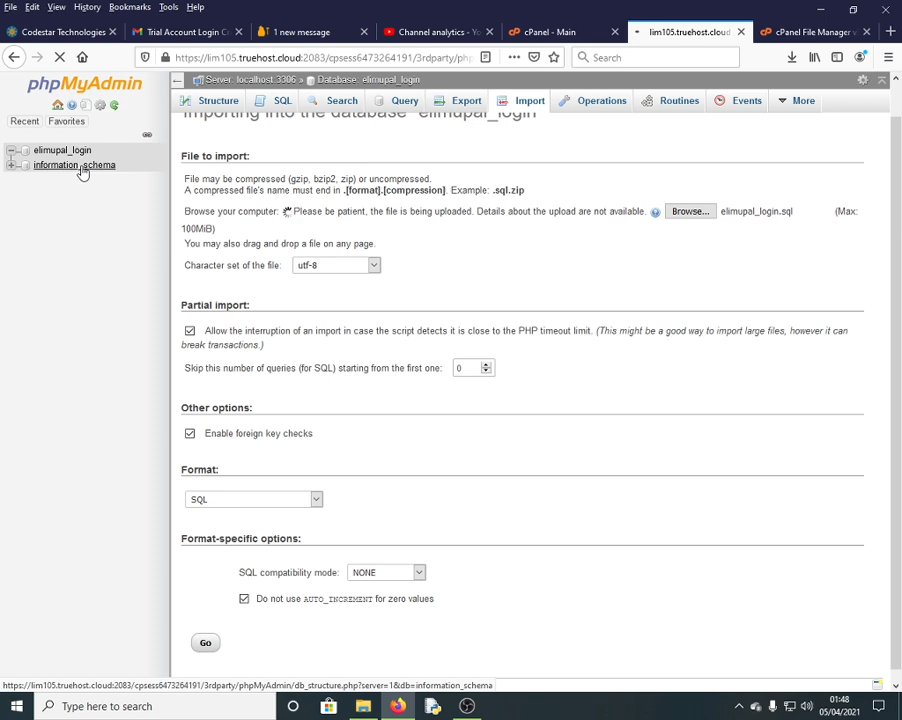 File Edit View History Bookmarks Tools Help
Codestar Technologies
Trial Account Login C
1 new message
Channel analytics - Yo
cPanel - Main
lim105.truehost.cloud
cPanel File Manager v
https://lim105.truehost.cloud:2083/cpsess6473264191/3rdparty/php
Search
phpMyAdmin
Server: localhost:3306 » Database: elimupal_login
Recent Favorites
Structure SQL Search Query Export Import Operations Routines Events More
elimupal_login
information_schema
Importing into the database "elimupal_login"
File to import:
File may be compressed (gzip, bzip2, zip) or uncompressed.
A compressed file's name must end in .[format].[compression]. Example: .sql.zip
Browse your computer: Please be patient, the file is being uploaded. Details about the upload are not available. Browse... elimupal_login.sql (Max:
100MiB)
You may also drag and drop a file on any page.
Character set of the file: utf-8
Partial import:
Allow the interruption of an import in case the script detects it is close to the PHP timeout limit. (This might be a good way to import large files, however it can
break transactions.)
Skip this number of queries (for SQL) starting from the first one: 0
Other options:
Enable foreign key checks
Format:
SQL
Format-specific options:
SQL compatibility mode: NONE
Do not use AUTO_INCREMENT for zero values
Go
https://lim105.truehost.cloud:2083/cpsess6473264191/3rdparty/phpMyAdmin/db_structure.php?server=1&db=information_schema
Type here to search
01:48
05/04/2021